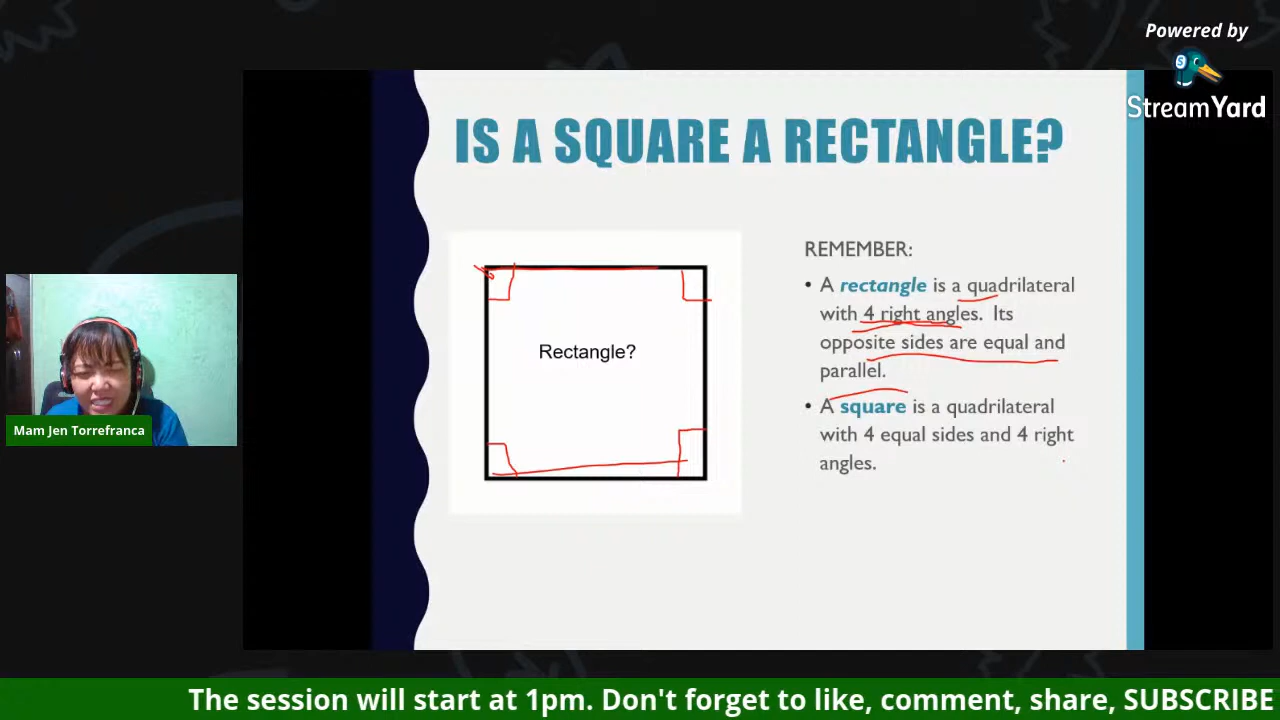 Powered by
StreamYard
IS A SQUARE A RECTANGLE?
Rectangle?
REMEMBER:
• A rectangle is a quadrilateral
with 4 right angles. Its
opposite sides are equal and
parallel.
• A square is a quadrilateral
with 4 equal sides and 4 right
angles.
Mam Jen Torrefranca
The session will start at 1pm. Don't forget to like, comment, share, SUBSCRIBE